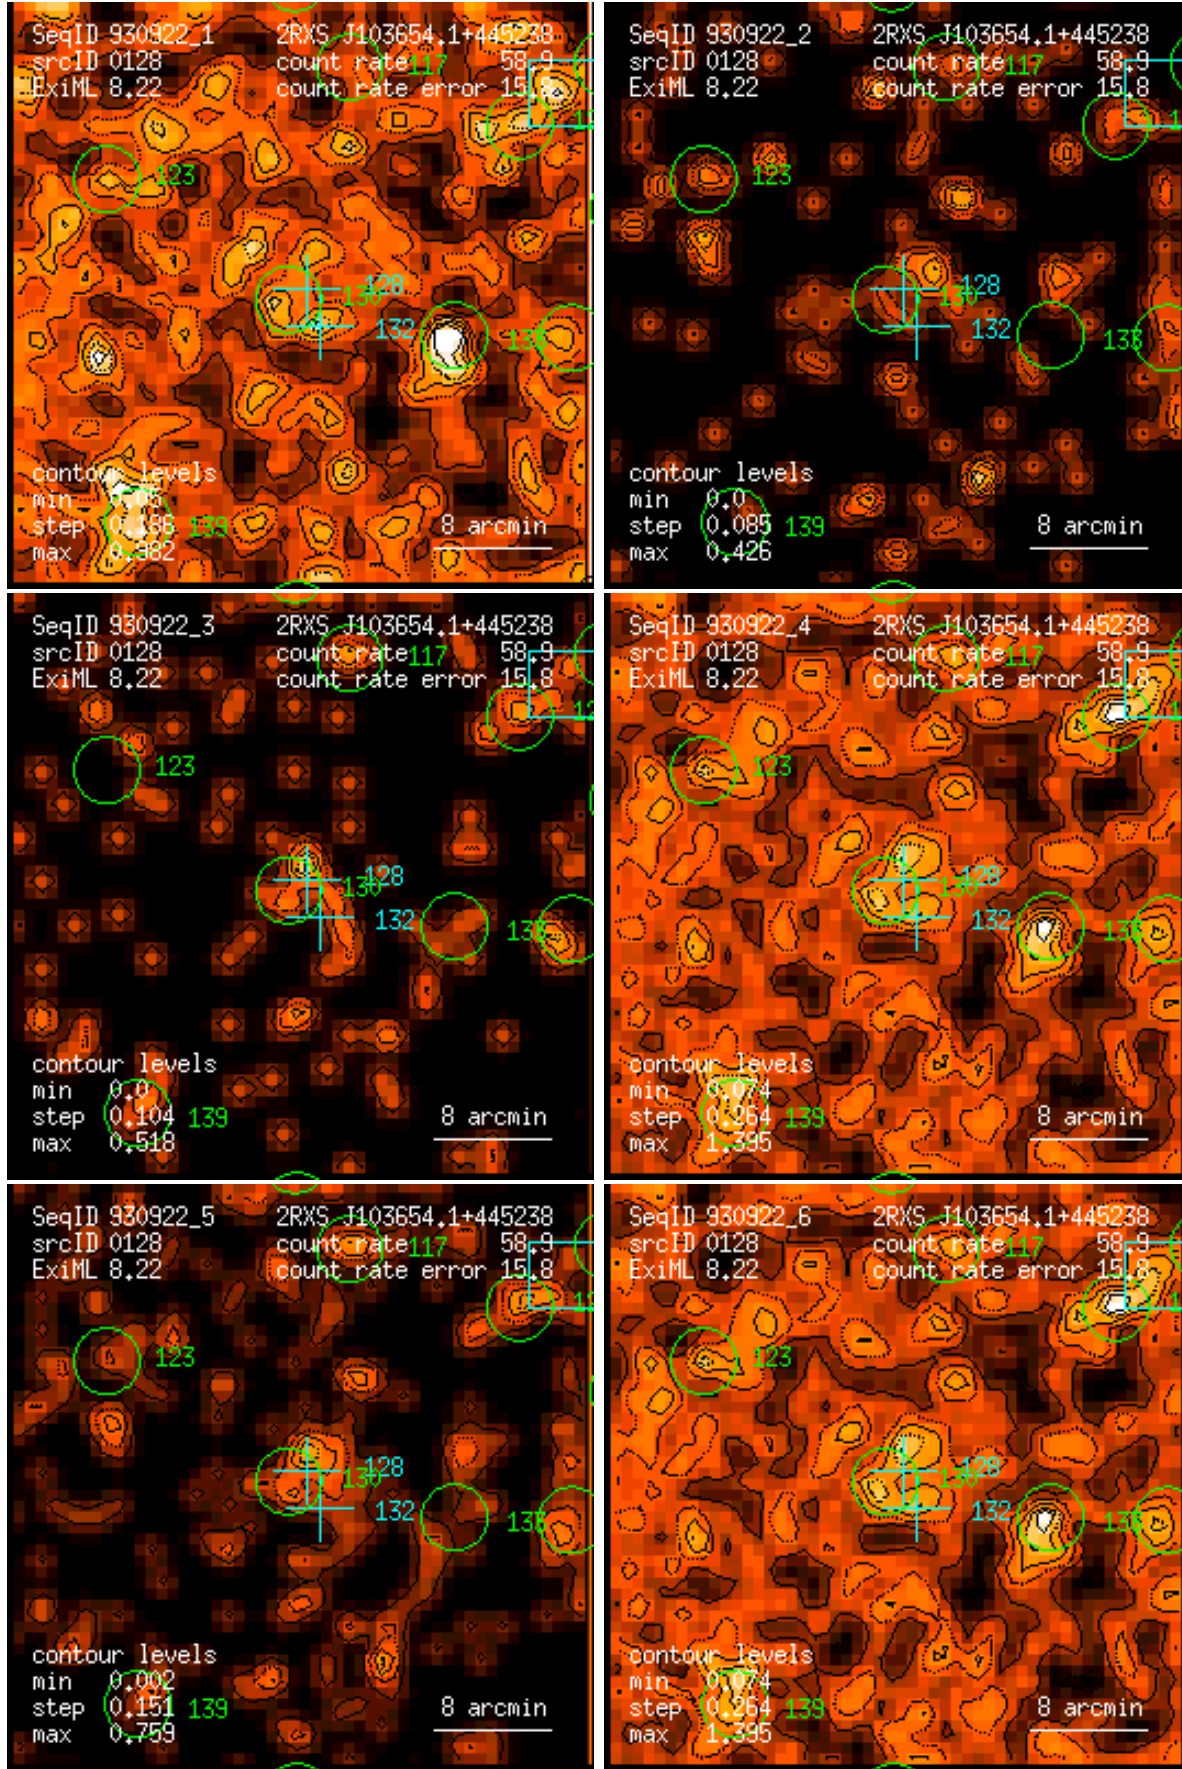 SeqID 930922_1 2RXS J103654.1+445238
srcID 0128 count rate 117 58.9
ExiML 8.22 count rate error 15.8
123
128
132
contour levels
min 0.05
step 0.186 139 8 arcmin
max 0.982
SeqID 930922_2 2RXS J103654.1+445238
srcID 0128 count rate 117 58.9
ExiML 8.22 count rate error 15.8
123
128
132
contour levels
min 0.0
step 0.085 139 8 arcmin
max 0.426
SeqID 930922_3 2RXS J103654.1+445238
srcID 0128 count rate 117 58.9
ExiML 8.22 count rate error 15.8
123
128
132
contour levels
min 0.0
step 0.104 139 8 arcmin
max 0.518
SeqID 930922_4 2RXS J103654.1+445238
srcID 0128 count rate 117 58.9
ExiML 8.22 count rate error 15.8
123
128
132
contour levels
min 0.074
step 0.264 139 8 arcmin
max 1.395
SeqID 930922_5 2RXS J103654.1+445238
srcID 0128 count rate 117 58.9
ExiML 8.22 count rate error 15.8
123
128
132
contour levels
min 0.002
step 0.151 139 8 arcmin
max 0.759
SeqID 930922_6 2RXS J103654.1+445238
srcID 0128 count rate 117 58.9
ExiML 8.22 count rate error 15.8
123
128
132
contour levels
min 0.074
step 0.264 139 8 arcmin
max 1.395